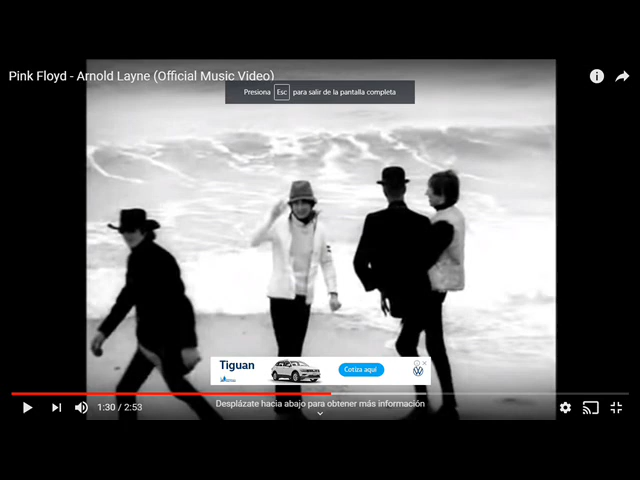 Pink Floyd - Arnold Layne (Official Music Video)
Presiona Esc para salir de la pantalla completa
Tiguan
Cotiza aquí
1:30 / 2:53
Desplázate hacia abajo para obtener más información